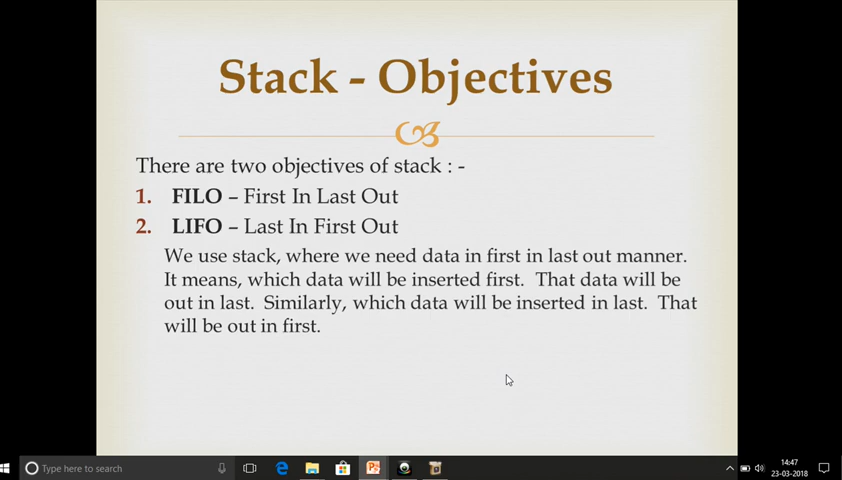 Stack - Objectives
There are two objectives of stack : -
1. FILO – First In Last Out
2. LIFO – Last In First Out
We use stack, where we need data in first in last out manner.
It means, which data will be inserted first. That data will be
out in last. Similarly, which data will be inserted in last. That
will be out in first.
Type here to search
14:47
23-03-2018